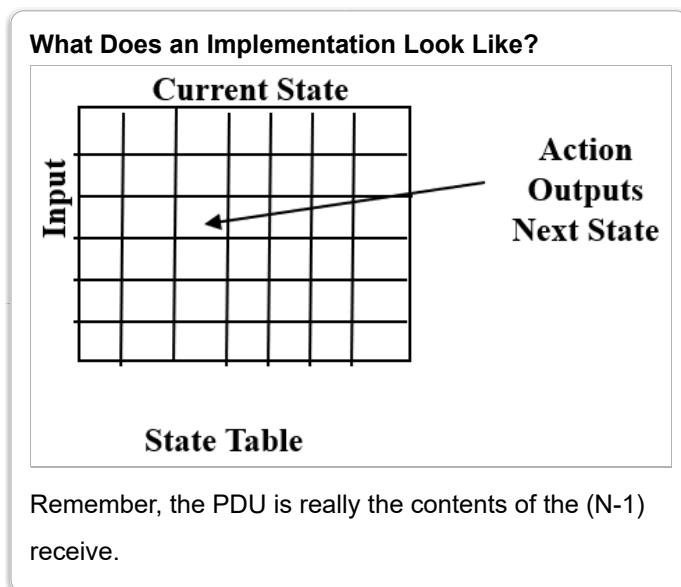 What Does an Implementation Look Like?
Current State
Input
Action
Outputs
Next State
State Table
Remember, the PDU is really the contents of the (N-1)
receive.